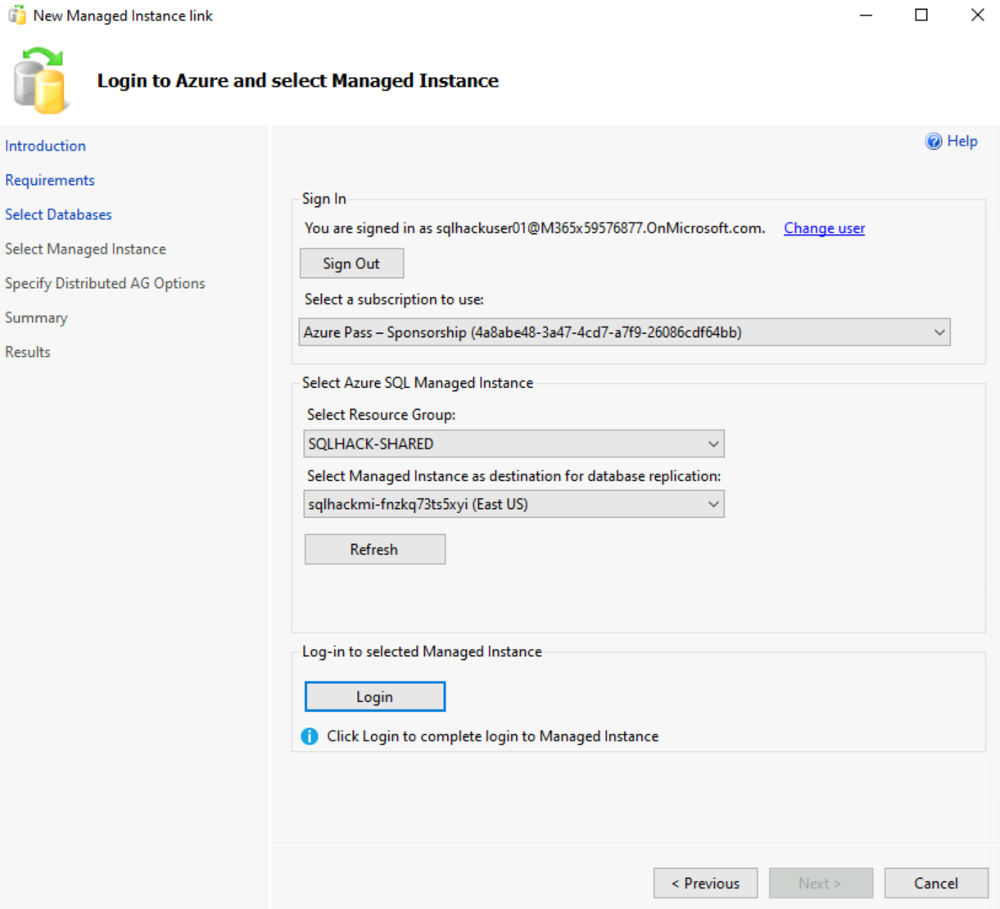 New Managed Instance link
Login to Azure and select Managed Instance
Introduction
Requirements
Select Databases
Select Managed Instance
Specify Distributed AG Options
Summary
Results
Help
Sign In
You are signed in as sqlhackuser01@M365x59576877.OnMicrosoft.com. Change user
Sign Out
Select a subscription to use:
Azure Pass – Sponsorship (4a8abe48-3a47-4cd7-a7f9-26086cdf64bb)
Select Azure SQL Managed Instance
Select Resource Group:
SQLHACK-SHARED
Select Managed Instance as destination for database replication:
sqlhackmi-fnzkq73ts5xyi (East US)
Refresh
Log-in to selected Managed Instance
Login
Click Login to complete login to Managed Instance
< Previous Next > Cancel